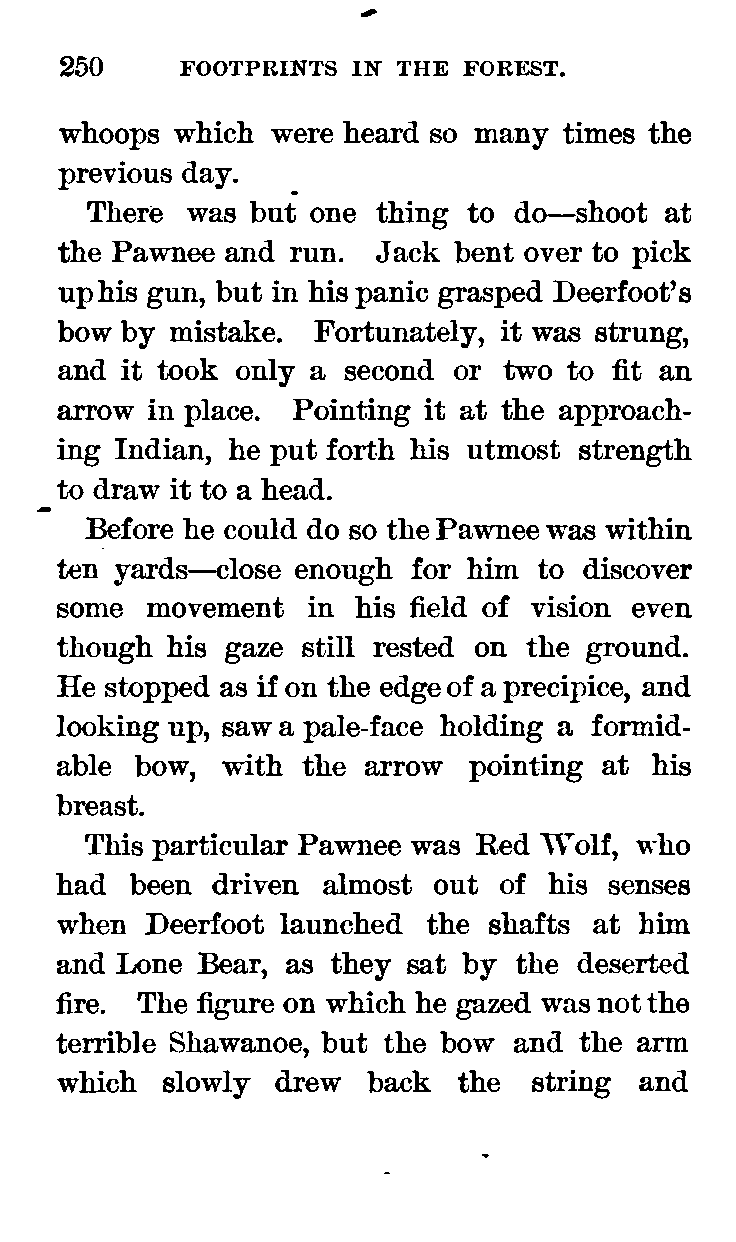 250 FOOTPRINTS IN THE FOREST.
whoops which were heard so many times the
previous day.
There was but one thing to do—shoot at
the Pawnee and run. Jack bent over to pick
up his gun, but in his panic grasped Deerfoot's
bow by mistake. Fortunately, it was strung,
and it took only a second or two to fit an
arrow in place. Pointing it at the approach-
ing Indian, he put forth his utmost strength
to draw it to a head.
Before he could do so the Pawnee was within
ten yards—close enough for him to discover
some movement in his field of vision even
though his gaze still rested on the ground.
He stopped as if on the edge of a precipice, and
looking up, saw a pale-face holding a formid-
able bow, with the arrow pointing at his
breast.
This particular Pawnee was Red Wolf, who
had been driven almost out of his senses
when Deerfoot launched the shafts at him
and Lone Bear, as they sat by the deserted
fire. The figure on which he gazed was not the
terrible Shawanoe, but the bow and the arm
which slowly drew back the string and